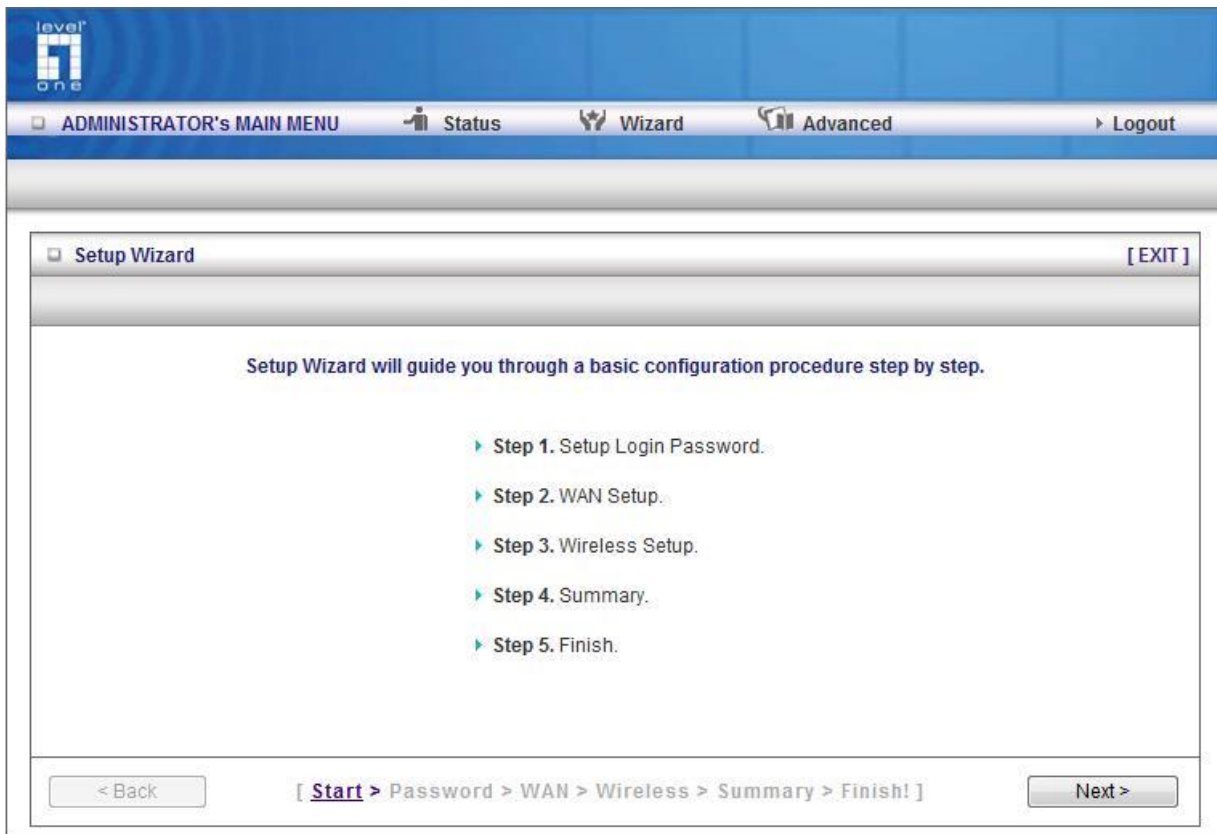 level
one
ADMINISTRATOR's MAIN MENU Status Wizard Advanced Logout
Setup Wizard [ EXIT ]
Setup Wizard will guide you through a basic configuration procedure step by step.
Step 1. Setup Login Password.
Step 2. WAN Setup.
Step 3. Wireless Setup.
Step 4. Summary.
Step 5. Finish.
< Back [ Start > Password > WAN > Wireless > Summary > Finish! ] Next >